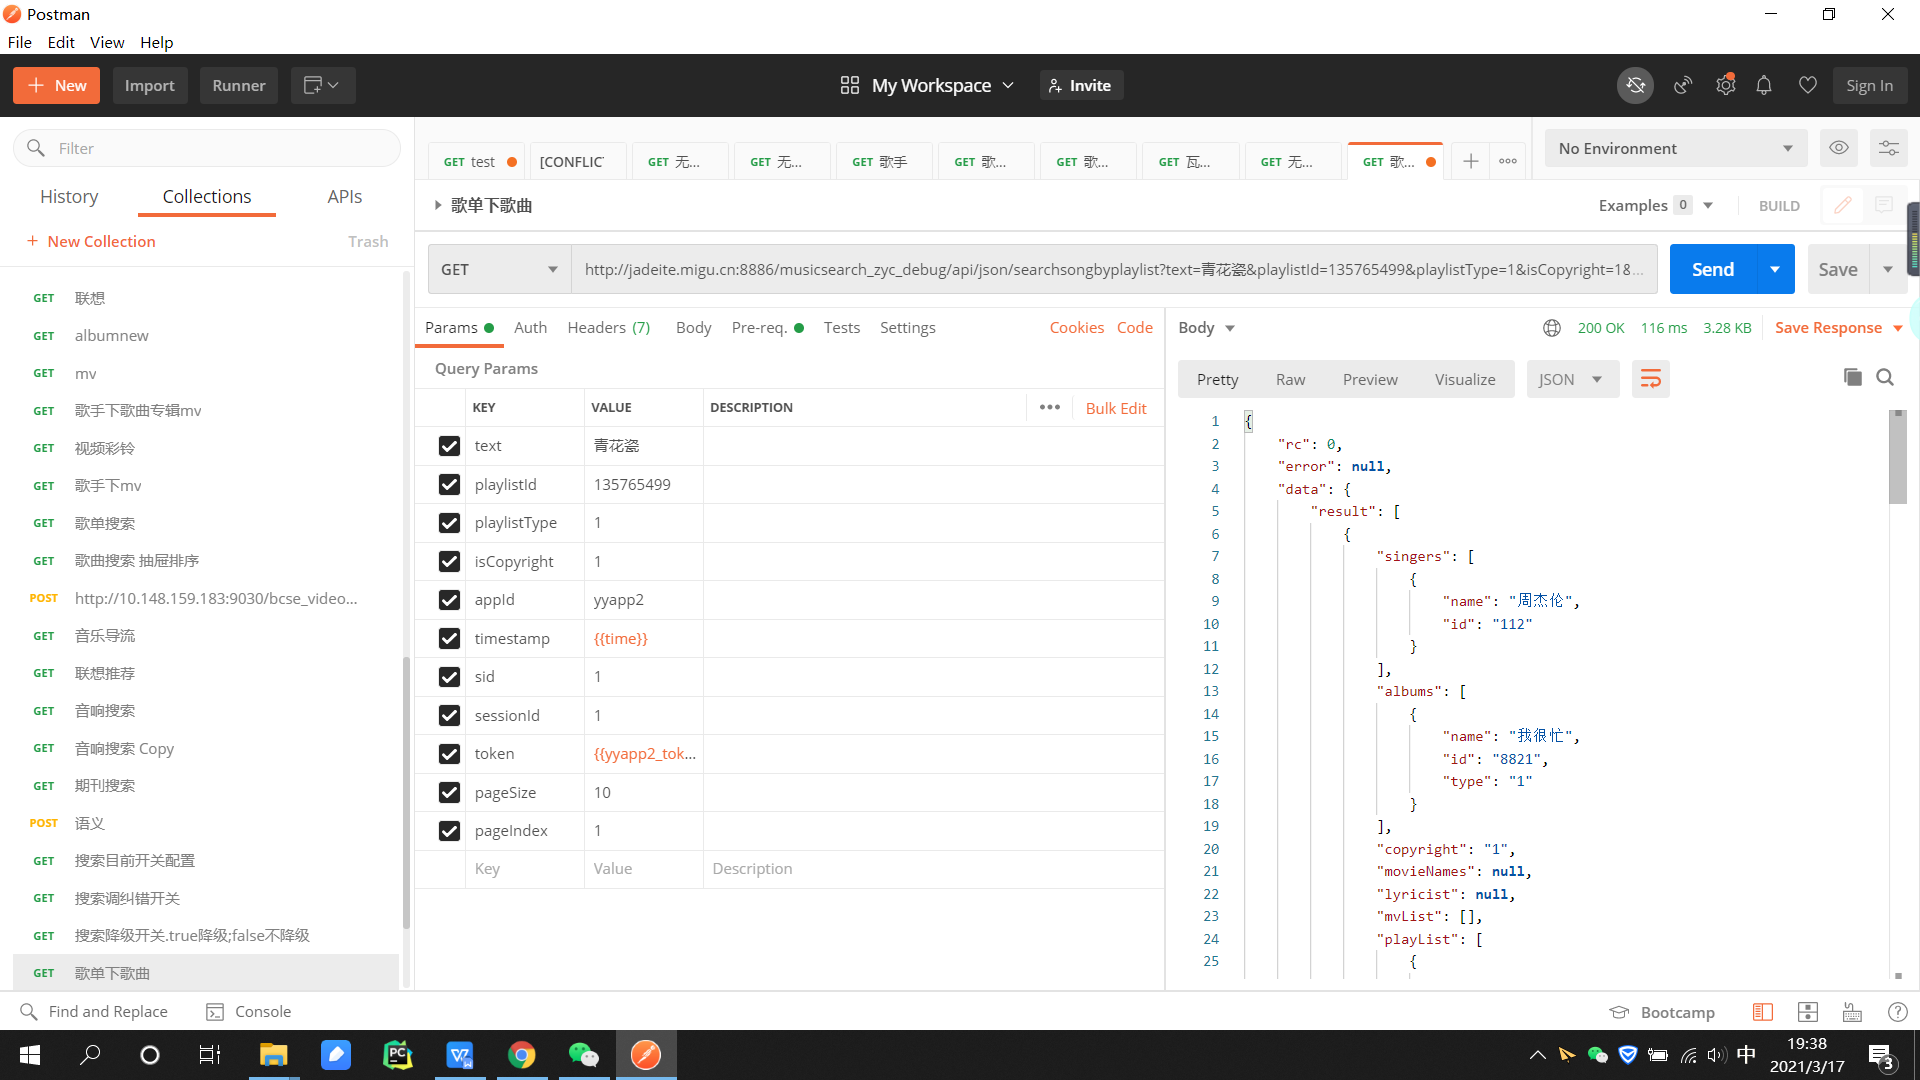 Postman
File Edit View Help
New Import Runner My Workspace Invite Sign In
Filter
GET test [CONFLICT GET 无... GET 无... GET 歌手 GET 歌... GET 歌... GET 瓦... GET 无... GET 歌... No Environment
History Collections APIs
歌单下歌曲 Examples 0 BUILD
New Collection Trash
GET http://jadeite.migu.cn:8886/musicsearch_zyc_debug/api/json/searchsongbyplaylist?text=青花瓷&playlistId=135765499&playlistType=1&isCopyright=1&... Send Save
GET 联想
GET albumnew
GET mv
GET 歌手下歌曲专辑mv
GET 视频彩铃
GET 歌手下mv
GET 歌单搜索
GET 歌曲搜索 抽屉排序
POST http://10.148.159.183:9030/bcse_video...
GET 音乐导流
GET 联想推荐
GET 音响搜索
GET 音响搜索 Copy
GET 期刊搜索
POST 语义
GET 搜索目前开关配置
GET 搜索调纠错开关
GET 搜索降级开关.true降级;false不降级
GET 歌单下歌曲
Params Auth Headers (7) Body Pre-req. Tests Settings Cookies Code
Query Params
KEY VALUE DESCRIPTION Bulk Edit
text 青花瓷
playlistId 135765499
playlistType 1
isCopyright 1
appId yyapp2
timestamp {{time}}
sid 1
sessionId 1
token {{yyapp2_tok...
pageSize 10
pageIndex 1
Key Value Description
Body 200 OK 116 ms 3.28 KB Save Response
Pretty Raw Preview Visualize JSON
1 {
2 "rc": 0,
3 "error": null,
4 "data": {
5 "result": [
6 {
7 "singers": [
8 {
9 "name": "周杰伦",
10 "id": "112"
11 }
12 ],
13 "albums": [
14 {
15 "name": "我很忙",
16 "id": "8821",
17 "type": "1"
18 }
19 ],
20 "copyright": "1",
21 "movieNames": null,
22 "lyricist": null,
23 "mvList": [],
24 "playList": [
25 {
Find and Replace Console Bootcamp
中 19:38
2021/3/17 3